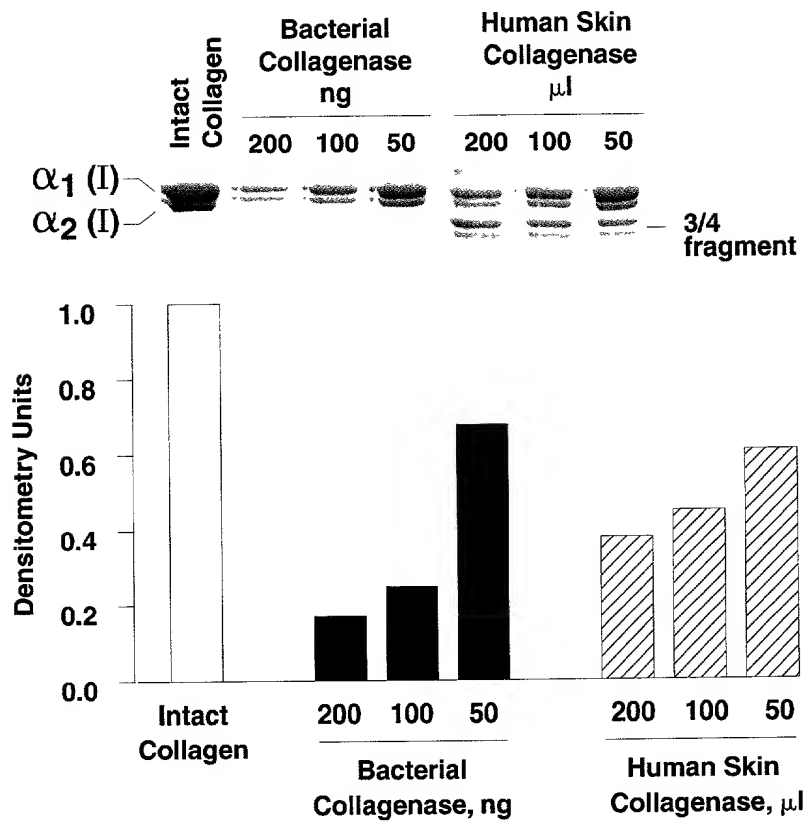 Intact
Collagen
Bacterial
Collagenase
ng
Human Skin
Collagenase
μl
200 100 50
200 100 50
α1 (I)
α2 (I)
3/4
fragment
Densitometry Units
1.0
0.8
0.6
0.4
0.2
0.0
Intact
Collagen
200 100 50
Bacterial
Collagenase, ng
200 100 50
Human Skin
Collagenase, μl